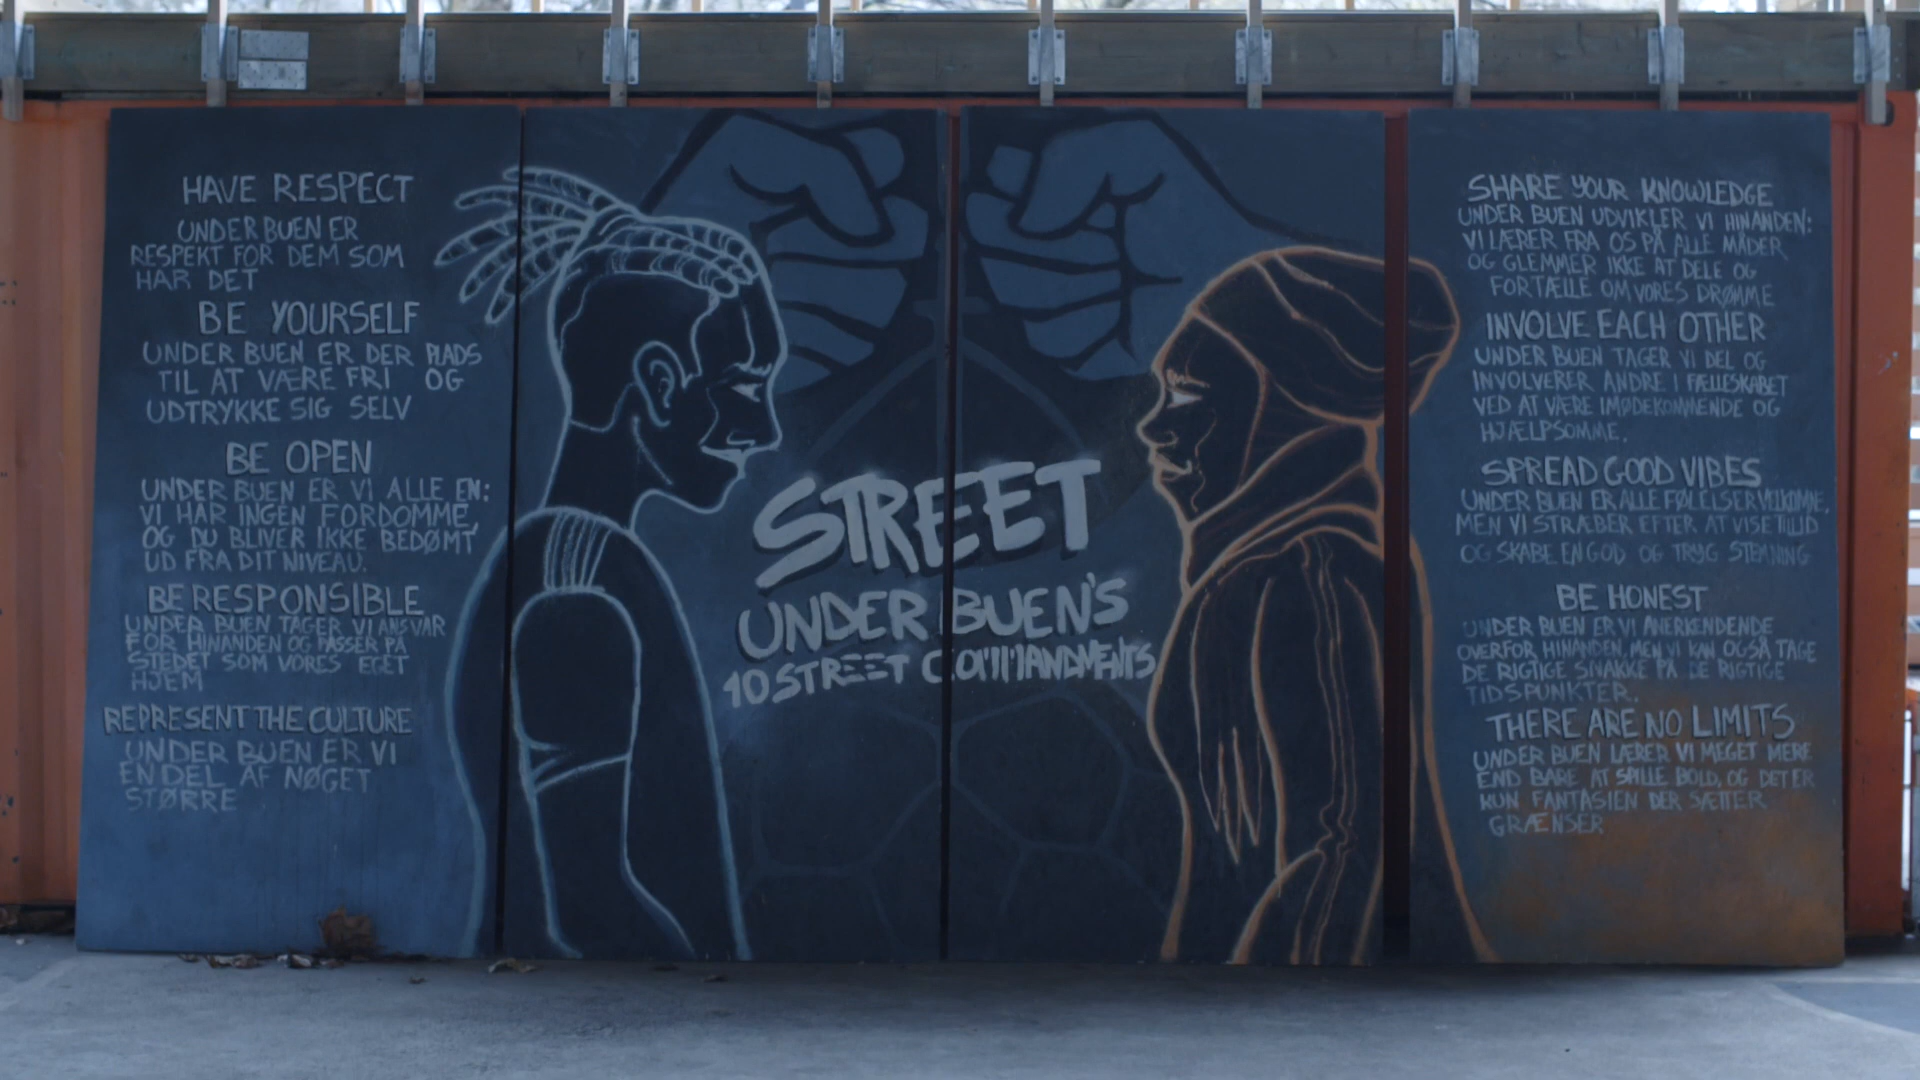 HAVE RESPECT
UNDER BUEN ER
RESPEKT FOR DEM SOM
HAR DET
BE YOURSELF
UNDER BUEN ER DER PLADS
TIL AT VÆRE FRI OG
UDTRYKKE SIG SELV
BE OPEN
UNDER BUEN ER VI ALLE EN:
VI HAR INGEN FORDOMME,
OG DU BLIVER IKKE BEDØMT
UD FRA DIT NIVEAU.
BE RESPONSIBLE
UNDER BUEN TAGER VI ANSVAR
FOR HINANDEN OG PASSER PÅ
STEDET SOM VORES EGET
HJEM
REPRESENT THE CULTURE
UNDER BUEN ER VI
EN DEL AF NØGET
STØRRE
STREET
UNDER BUEN'S
10 STREET COMMANDMENTS
SHARE YOUR KNOWLEDGE
UNDER BUEN UDVIKLER VI HINANDEN:
VI LÆRER FRA OS PÅ ALLE MÅDER
OG GLEMMER IKKE AT DELE OG
FORTÆLLE OM VORES DRØMME
INVOLVE EACH OTHER
UNDER BUEN TAGER VI DEL OG
INVOLVERER ANDRE I FÆLLESKABET
VED AT VÆRE IMØDEKOMMENDE OG
HJÆLPSOMME.
SPREAD GOOD VIBES
UNDER BUEN ER ALLE FØLELSER VELKOMNE,
MEN VI STRÆBER EFTER AT VISE TILLID
OG SKABE EN GOD OG TRYG STEMNING
BE HONEST
UNDER BUEN ER VI ANERKENDENDE
OVERFOR HINANDEN, MEN VI KAN OGSÅ TAGE
DE RIGTIGE SNAKKE PÅ DE RIGTIGE
TIDSPUNKTER.
THERE ARE NO LIMITS
UNDER BUEN LÆRER VI MEGET MERE
END BARE AT SPILLE BOLD, OG DET ER
KUN FANTASIEN DER SÆTTER
GRÆNSER.